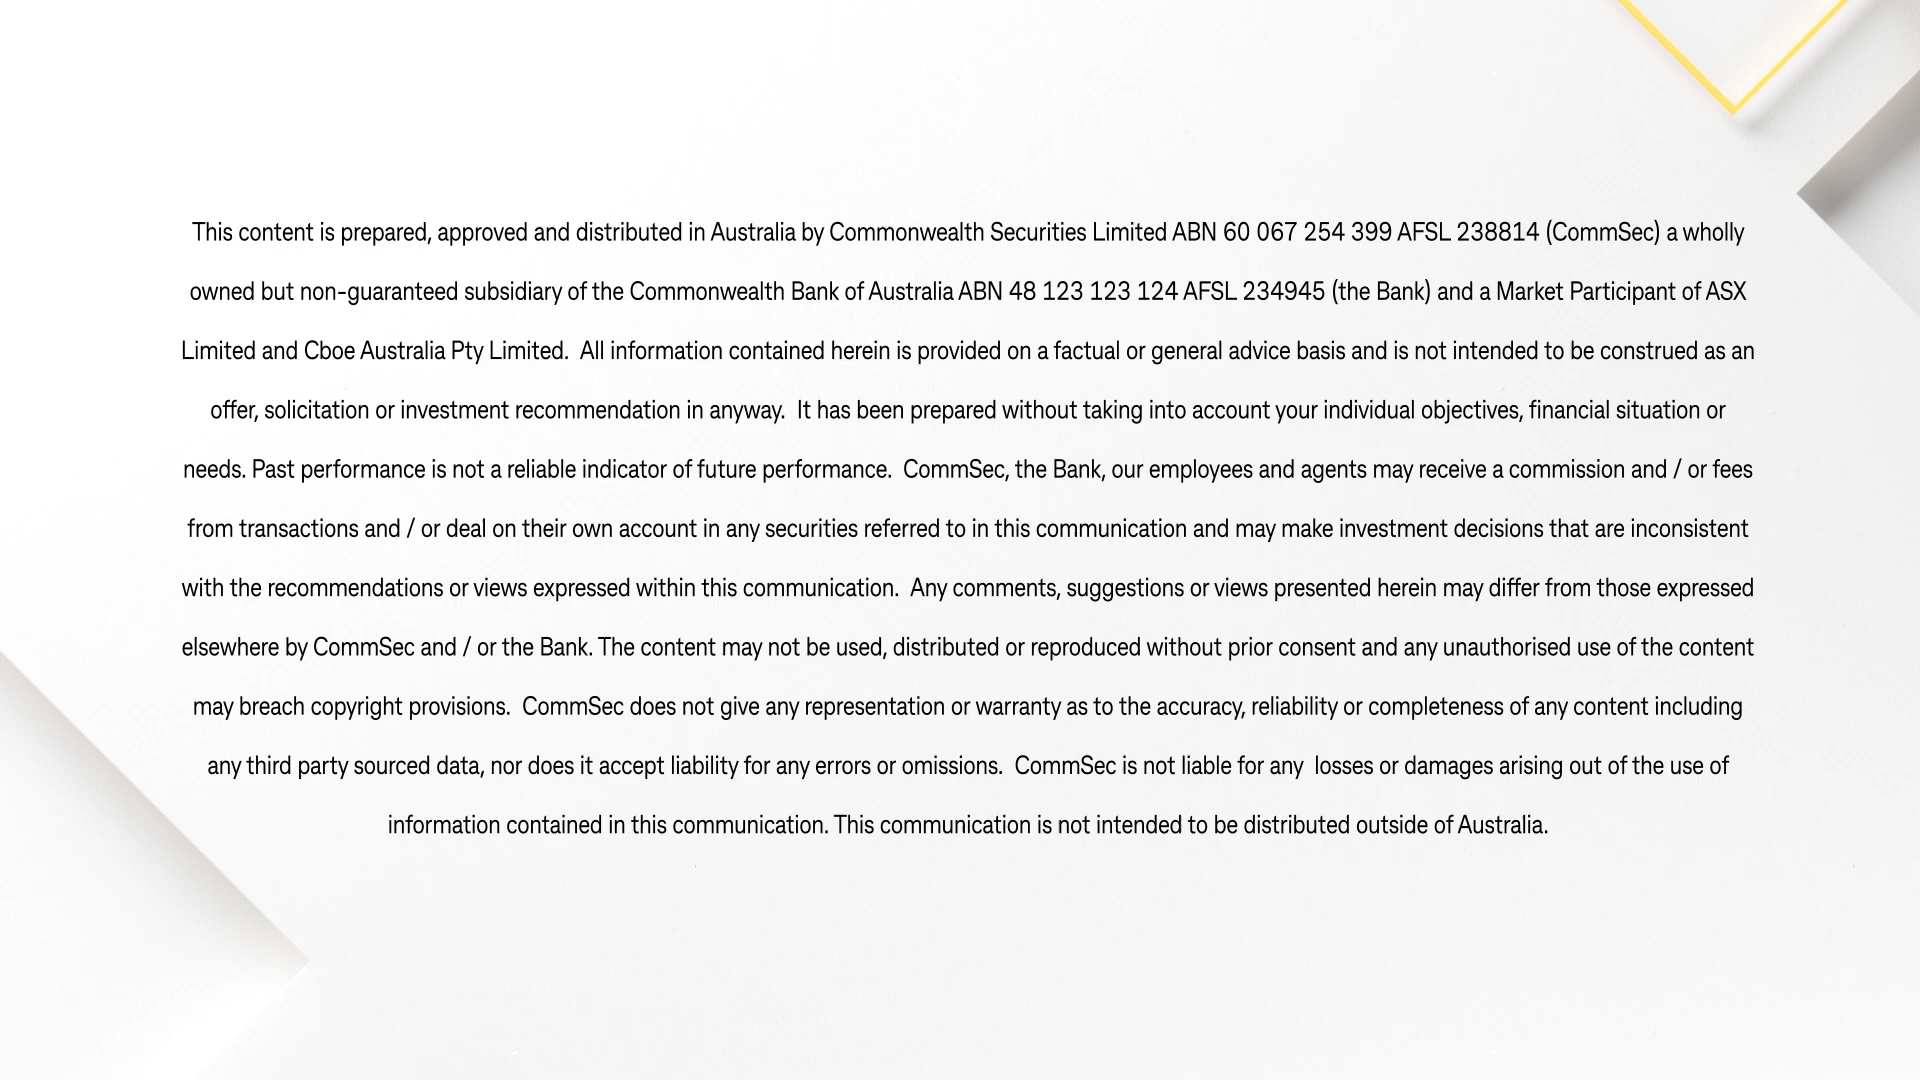 This content is prepared, approved and distributed in Australia by Commonwealth Securities Limited ABN 60 067 254 399 AFSL 238814 (CommSec) a wholly
owned but non-guaranteed subsidiary of the Commonwealth Bank of Australia ABN 48 123 123 124 AFSL 234945 (the Bank) and a Market Participant of ASX
Limited and Cboe Australia Pty Limited.  All information contained herein is provided on a factual or general advice basis and is not intended to be construed as an
offer, solicitation or investment recommendation in anyway.  It has been prepared without taking into account your individual objectives, financial situation or
needs. Past performance is not a reliable indicator of future performance.  CommSec, the Bank, our employees and agents may receive a commission and / or fees
from transactions and / or deal on their own account in any securities referred to in this communication and may make investment decisions that are inconsistent
with the recommendations or views expressed within this communication.  Any comments, suggestions or views presented herein may differ from those expressed
elsewhere by CommSec and / or the Bank. The content may not be used, distributed or reproduced without prior consent and any unauthorised use of the content
may breach copyright provisions.  CommSec does not give any representation or warranty as to the accuracy, reliability or completeness of any content including
any third party sourced data, nor does it accept liability for any errors or omissions.  CommSec is not liable for any  losses or damages arising out of the use of
information contained in this communication. This communication is not intended to be distributed outside of Australia.